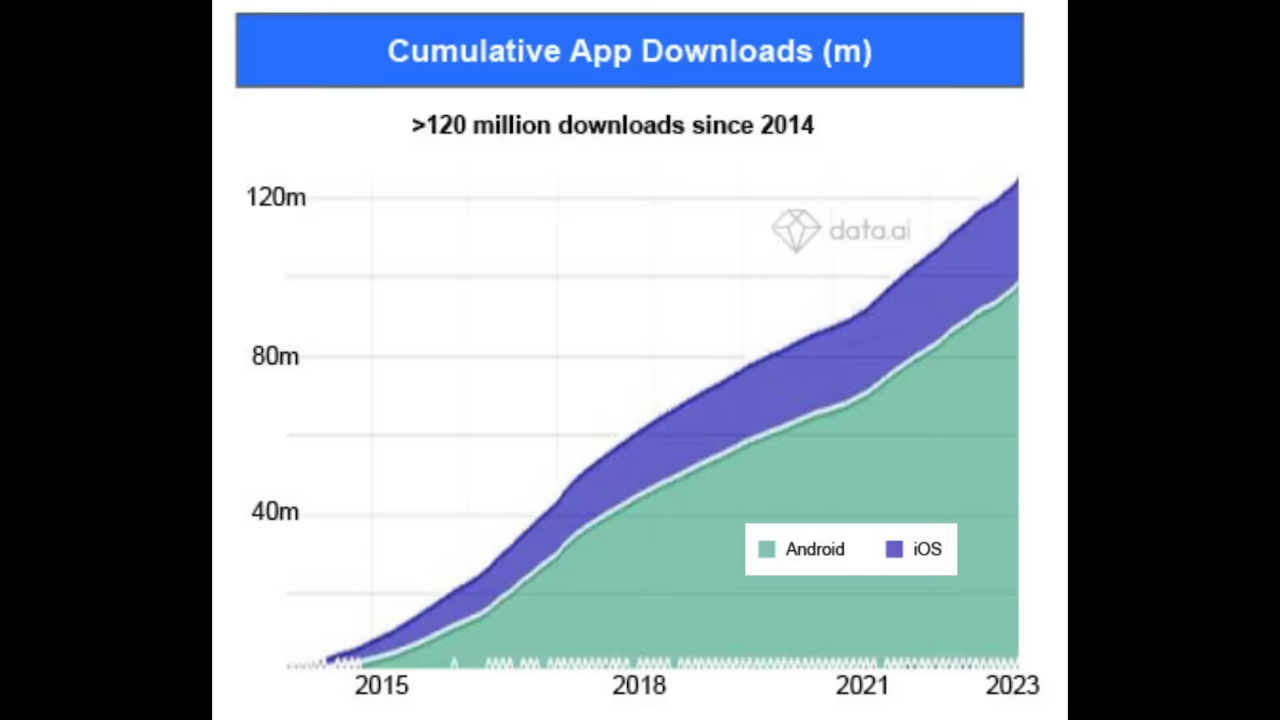 Cumulative App Downloads (m)
>120 million downloads since 2014
120m
data.ai
80m
40m
Android iOS
2015 2018 2021 2023